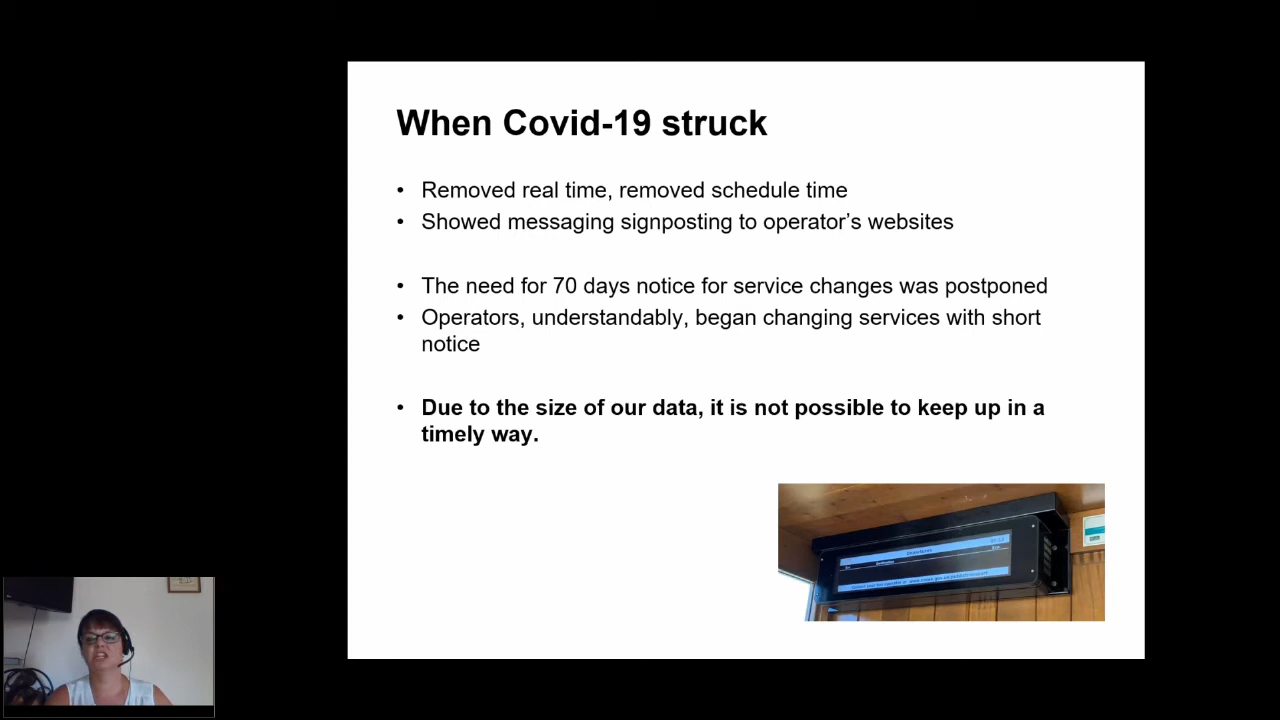 When Covid-19 struck
• Removed real time, removed schedule time
• Showed messaging signposting to operator’s websites
• The need for 70 days notice for service changes was postponed
• Operators, understandably, began changing services with short
notice
• Due to the size of our data, it is not possible to keep up in a
timely way.
Departures
Destination